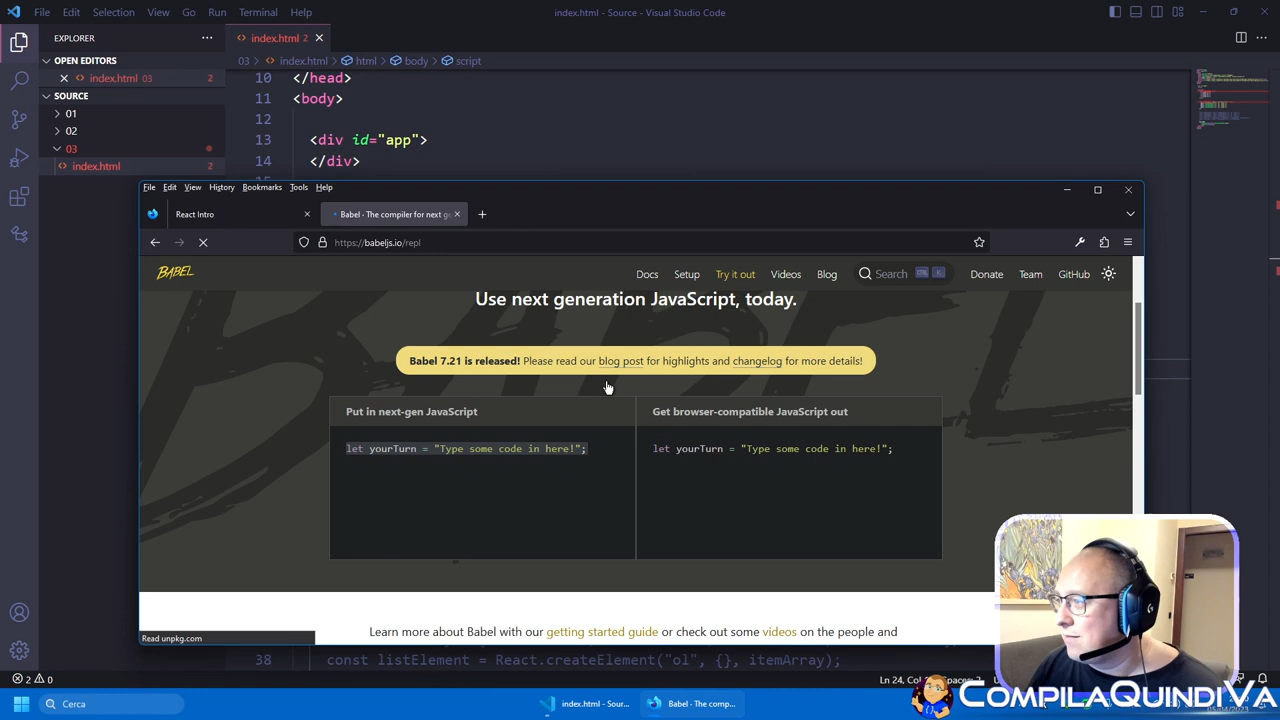 File Edit Selection View Go Run Terminal Help
index.html - Source - Visual Studio Code
EXPLORER
index.html 2
OPEN EDITORS
index.html 03 2
03 > index.html > html > body > script
SOURCE
01
02
03
index.html 2
10 </head>
11 <body>
12
13 <div id="app">
14 </div>
File Edit View History Bookmarks Tools Help
React Intro
Babel · The compiler for next ge
https://babeljs.io/repl
BABEL
Docs Setup Try it out Videos Blog Search CTRL K Donate Team GitHub
Use next generation JavaScript, today.
Babel 7.21 is released! Please read our blog post for highlights and changelog for more details!
Put in next-gen JavaScript
Get browser-compatible JavaScript out
let yourTurn = "Type some code in here!";
let yourTurn = "Type some code in here!";
Learn more about Babel with our getting started guide or check out some videos on the people and
Read unpkg.com
38 const listElement = React.createElement("ol", {}, itemArray);
2 0
Ln 24,
Cerca
index.html - Sour...
Babel · The comp...
COMPILAQUINDIVA